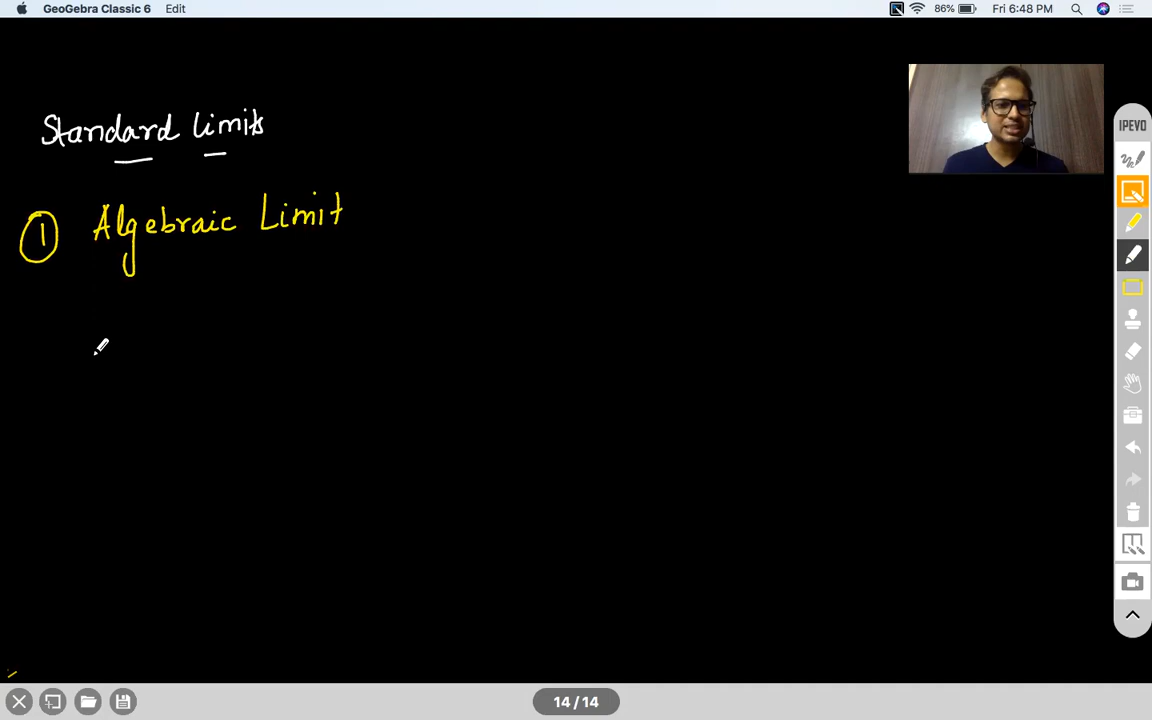 GeoGebra Classic 6 Edit 86% Fri 6:48 PM
Standard limits
IPEVO
1 Algebraic Limit
14 / 14